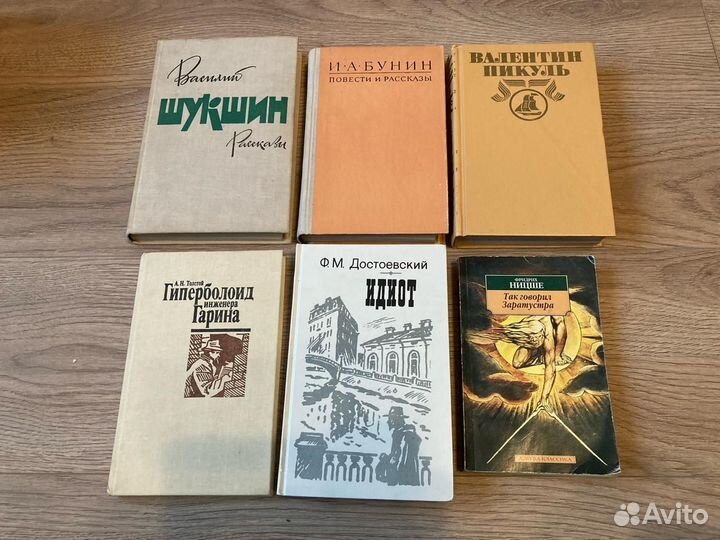 Василий
ШУКШИН
Рассказы
И·А·БУНИН
ПОВЕСТИ И РАССКАЗЫ
ВАЛЕНТИН
ПИКУЛЬ
А. Н. Толстой
Гиперболоид
инженера
Гарина
Ф.М. Достоевский
ИДИОТ
ФРИДРИХ
НИЦШЕ
Так говорил
Заратустра
АЗБУКА-КЛАССИКА
Avito